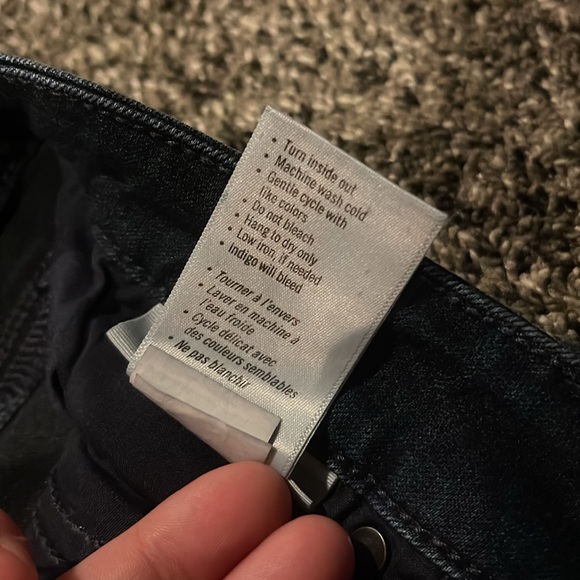 • Turn inside out
• Machine wash cold
• Gentle cycle with
like colors
• Do not bleach
• Hang to dry only
• Low iron, if needed
• Indigo will bleed
• Tourner à l'envers
• Laver en machine à
l'eau froide
• Cycle délicat avec
des couleurs semblables
• Ne pas blanchir